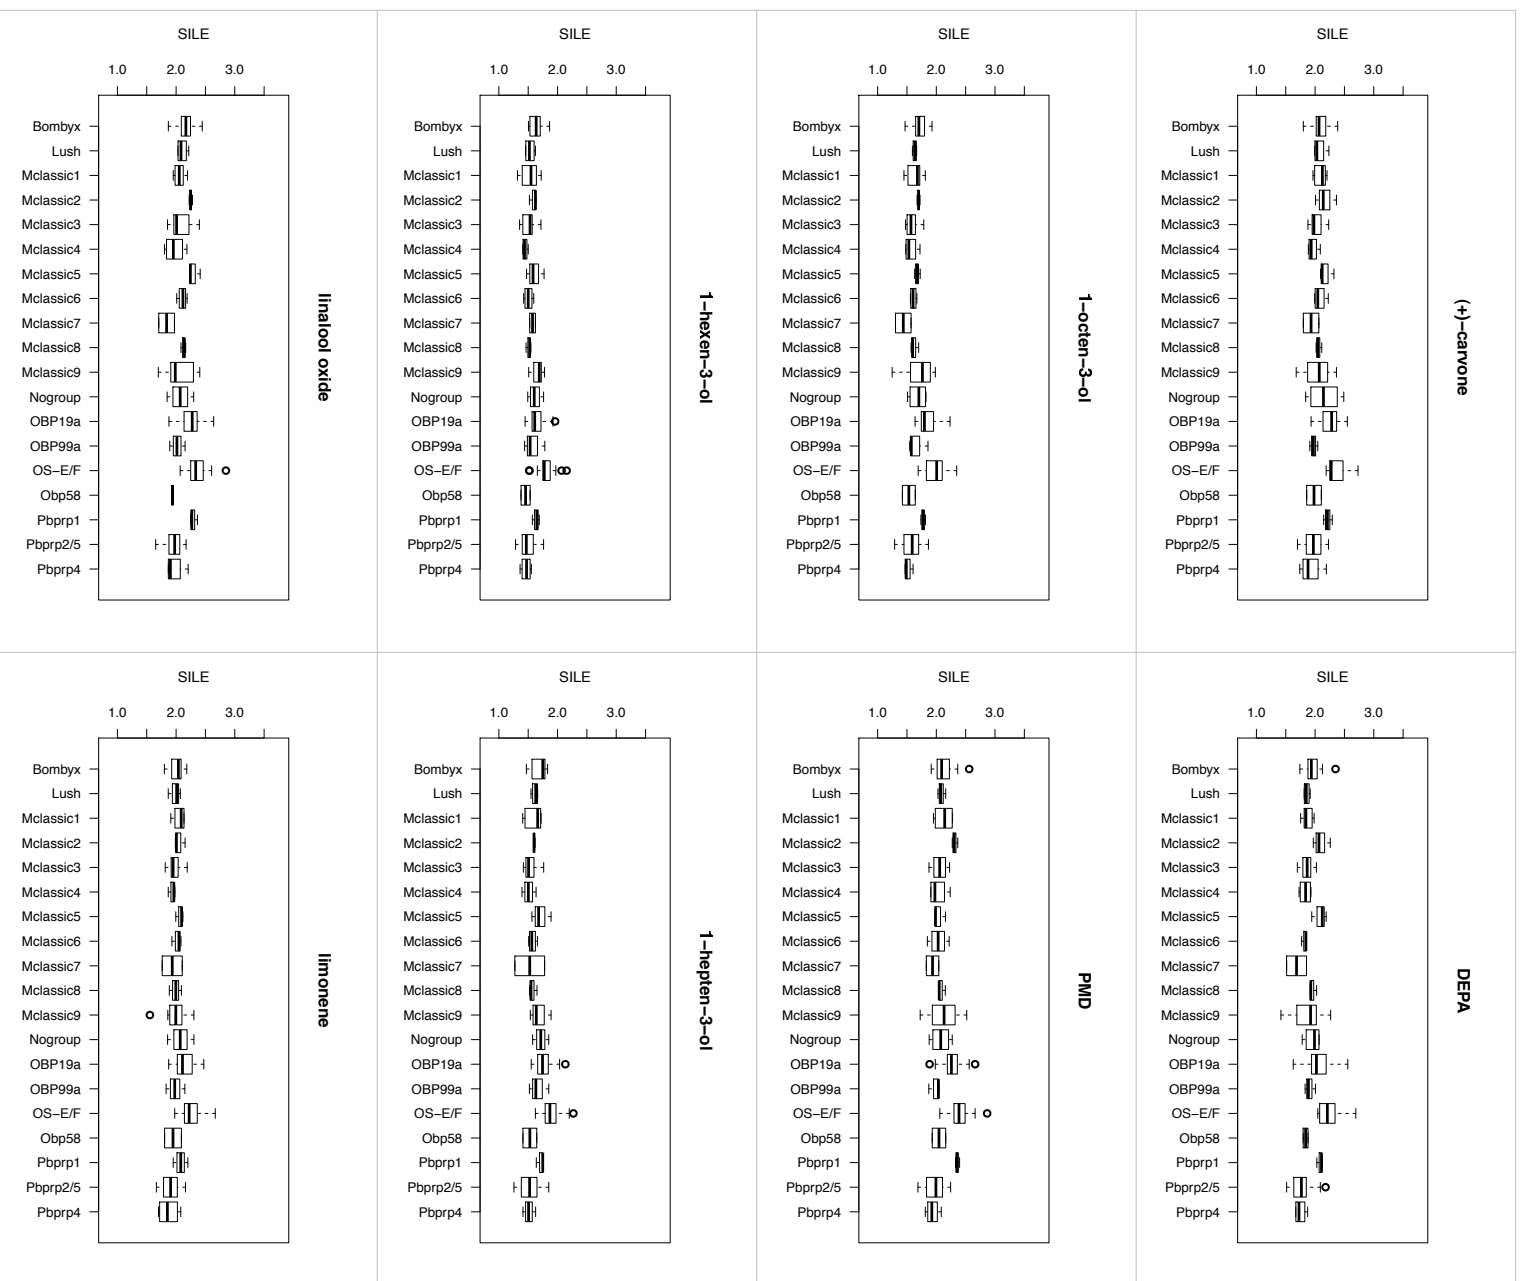 SILE
1.0 2.0 3.0
Bombyx
Lush
Mclassic1
Mclassic2
Mclassic3
Mclassic4
Mclassic5
Mclassic6
Mclassic7
Mclassic8
Mclassic9
Nogroup
OBP19a
OBP99a
OS−E/F
Obp58
Pbprp1
Pbprp2/5
Pbprp4
linalool oxide
SILE
1.0 2.0 3.0
Bombyx
Lush
Mclassic1
Mclassic2
Mclassic3
Mclassic4
Mclassic5
Mclassic6
Mclassic7
Mclassic8
Mclassic9
Nogroup
OBP19a
OBP99a
OS−E/F
Obp58
Pbprp1
Pbprp2/5
Pbprp4
1−hexen−3−ol
SILE
1.0 2.0 3.0
Bombyx
Lush
Mclassic1
Mclassic2
Mclassic3
Mclassic4
Mclassic5
Mclassic6
Mclassic7
Mclassic8
Mclassic9
Nogroup
OBP19a
OBP99a
OS−E/F
Obp58
Pbprp1
Pbprp2/5
Pbprp4
1−octen−3−ol
SILE
1.0 2.0 3.0
Bombyx
Lush
Mclassic1
Mclassic2
Mclassic3
Mclassic4
Mclassic5
Mclassic6
Mclassic7
Mclassic8
Mclassic9
Nogroup
OBP19a
OBP99a
OS−E/F
Obp58
Pbprp1
Pbprp2/5
Pbprp4
(+)−carvone
SILE
1.0 2.0 3.0
Bombyx
Lush
Mclassic1
Mclassic2
Mclassic3
Mclassic4
Mclassic5
Mclassic6
Mclassic7
Mclassic8
Mclassic9
Nogroup
OBP19a
OBP99a
OS−E/F
Obp58
Pbprp1
Pbprp2/5
Pbprp4
limonene
SILE
1.0 2.0 3.0
Bombyx
Lush
Mclassic1
Mclassic2
Mclassic3
Mclassic4
Mclassic5
Mclassic6
Mclassic7
Mclassic8
Mclassic9
Nogroup
OBP19a
OBP99a
OS−E/F
Obp58
Pbprp1
Pbprp2/5
Pbprp4
1−hepten−3−ol
SILE
1.0 2.0 3.0
Bombyx
Lush
Mclassic1
Mclassic2
Mclassic3
Mclassic4
Mclassic5
Mclassic6
Mclassic7
Mclassic8
Mclassic9
Nogroup
OBP19a
OBP99a
OS−E/F
Obp58
Pbprp1
Pbprp2/5
Pbprp4
PMD
SILE
1.0 2.0 3.0
Bombyx
Lush
Mclassic1
Mclassic2
Mclassic3
Mclassic4
Mclassic5
Mclassic6
Mclassic7
Mclassic8
Mclassic9
Nogroup
OBP19a
OBP99a
OS−E/F
Obp58
Pbprp1
Pbprp2/5
Pbprp4
DEPA